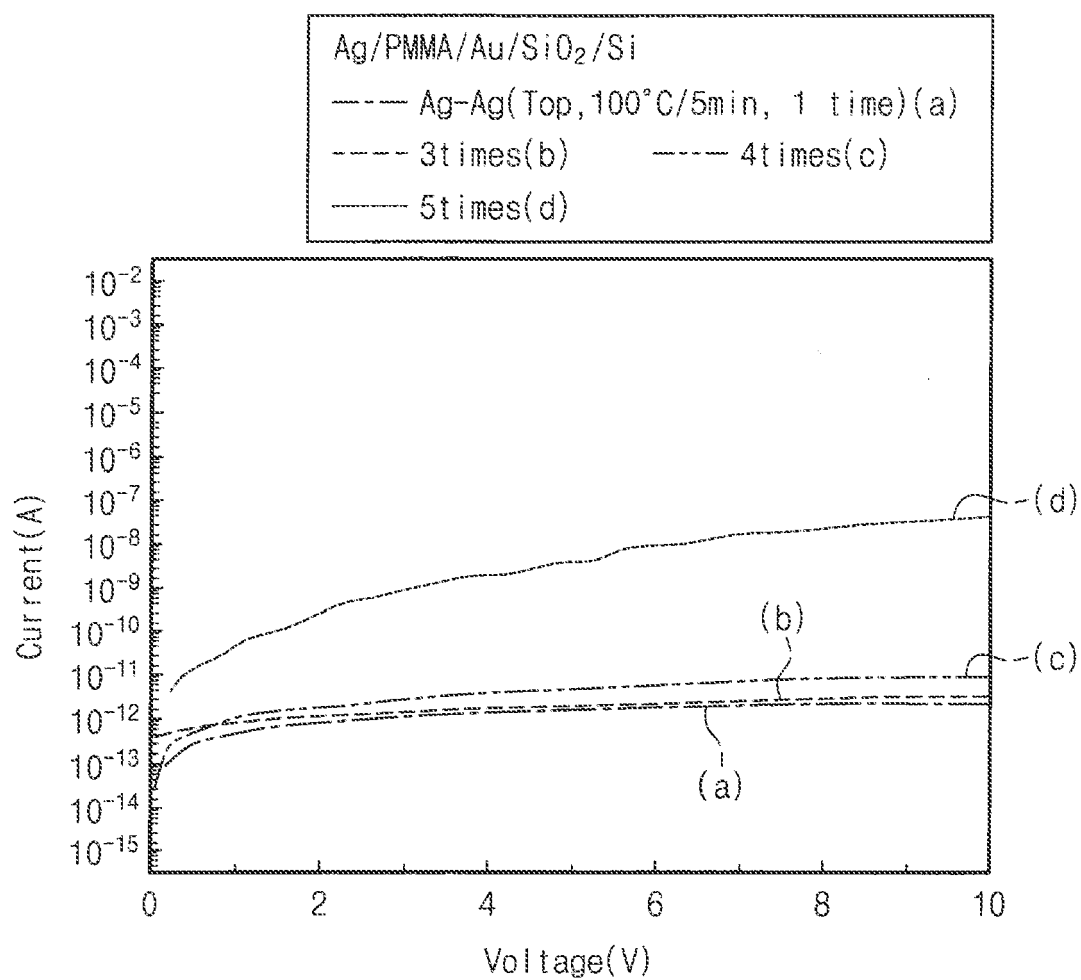 Ag/PMMA/Au/SiO₂/Si
Ag-Ag(Top,100°C/5min, 1 time)(a)
3times(b) 4times(c)
5times(d)
10⁻²
10⁻³
10⁻⁴
10⁻⁵
10⁻⁶
10⁻⁷
10⁻⁸
10⁻⁹
10⁻¹⁰
10⁻¹¹
10⁻¹²
10⁻¹³
10⁻¹⁴
10⁻¹⁵
Current(A)
(d)
(b)
(c)
(a)
0 2 4 6 8 10
Voltage(V)